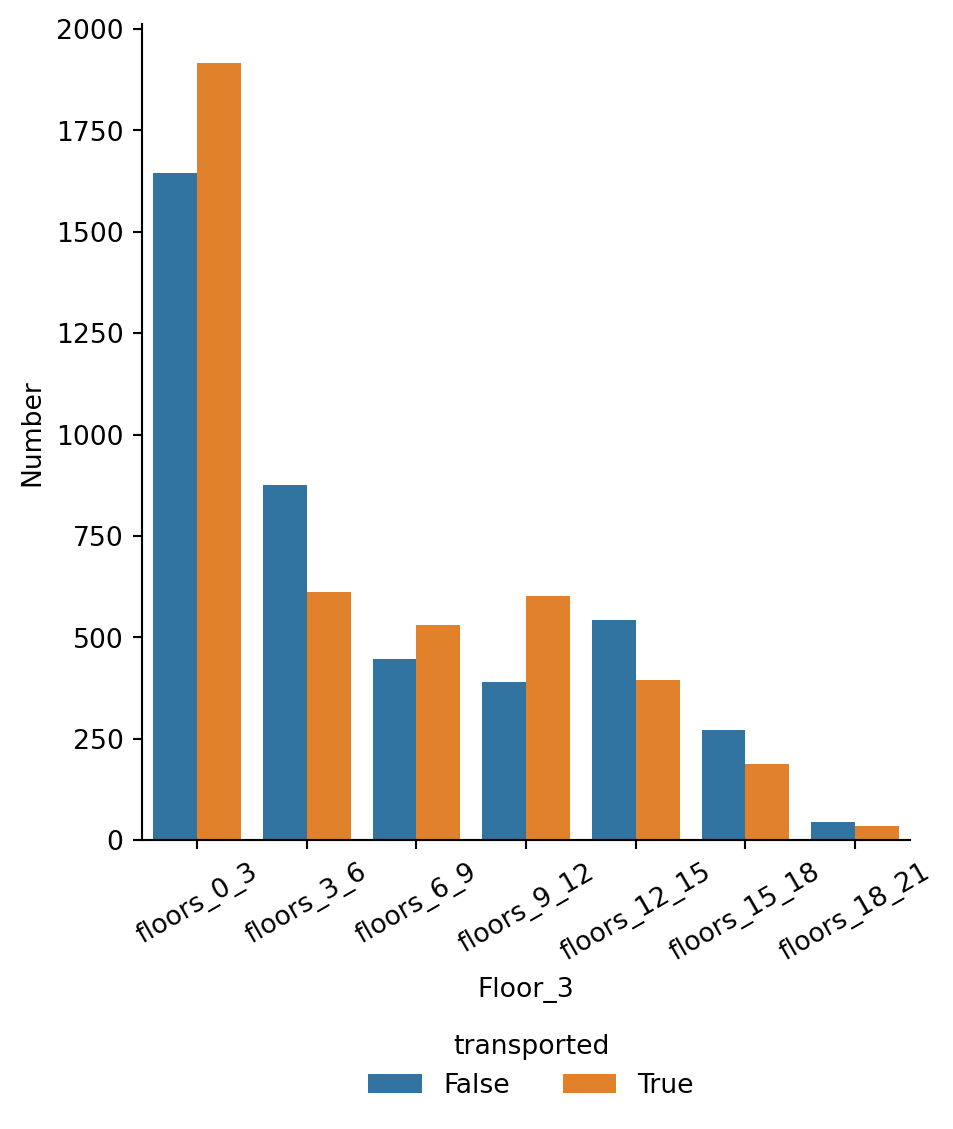 2000
1750
1500
1250
1000
750
500
250
0
Number
floors_0_3
floors_3_6
floors_6_9
floors_9_12
floors_12_15
floors_15_18
floors_18_21
Floor_3
transported
False True